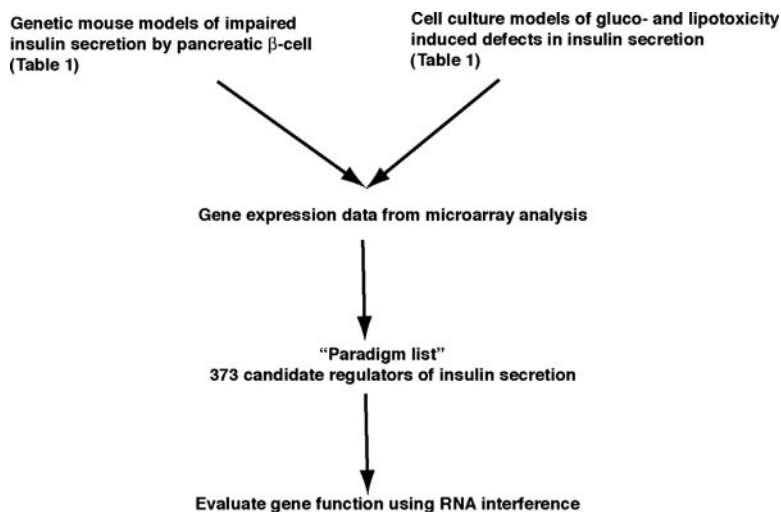 Genetic mouse models of impaired
insulin secretion by pancreatic β-cell
(Table 1)
Cell culture models of gluco- and lipotoxicity
induced defects in insulin secretion
(Table 1)
Gene expression data from microarray analysis
“Paradigm list”
373 candidate regulators of insulin secretion
Evaluate gene function using RNA interference